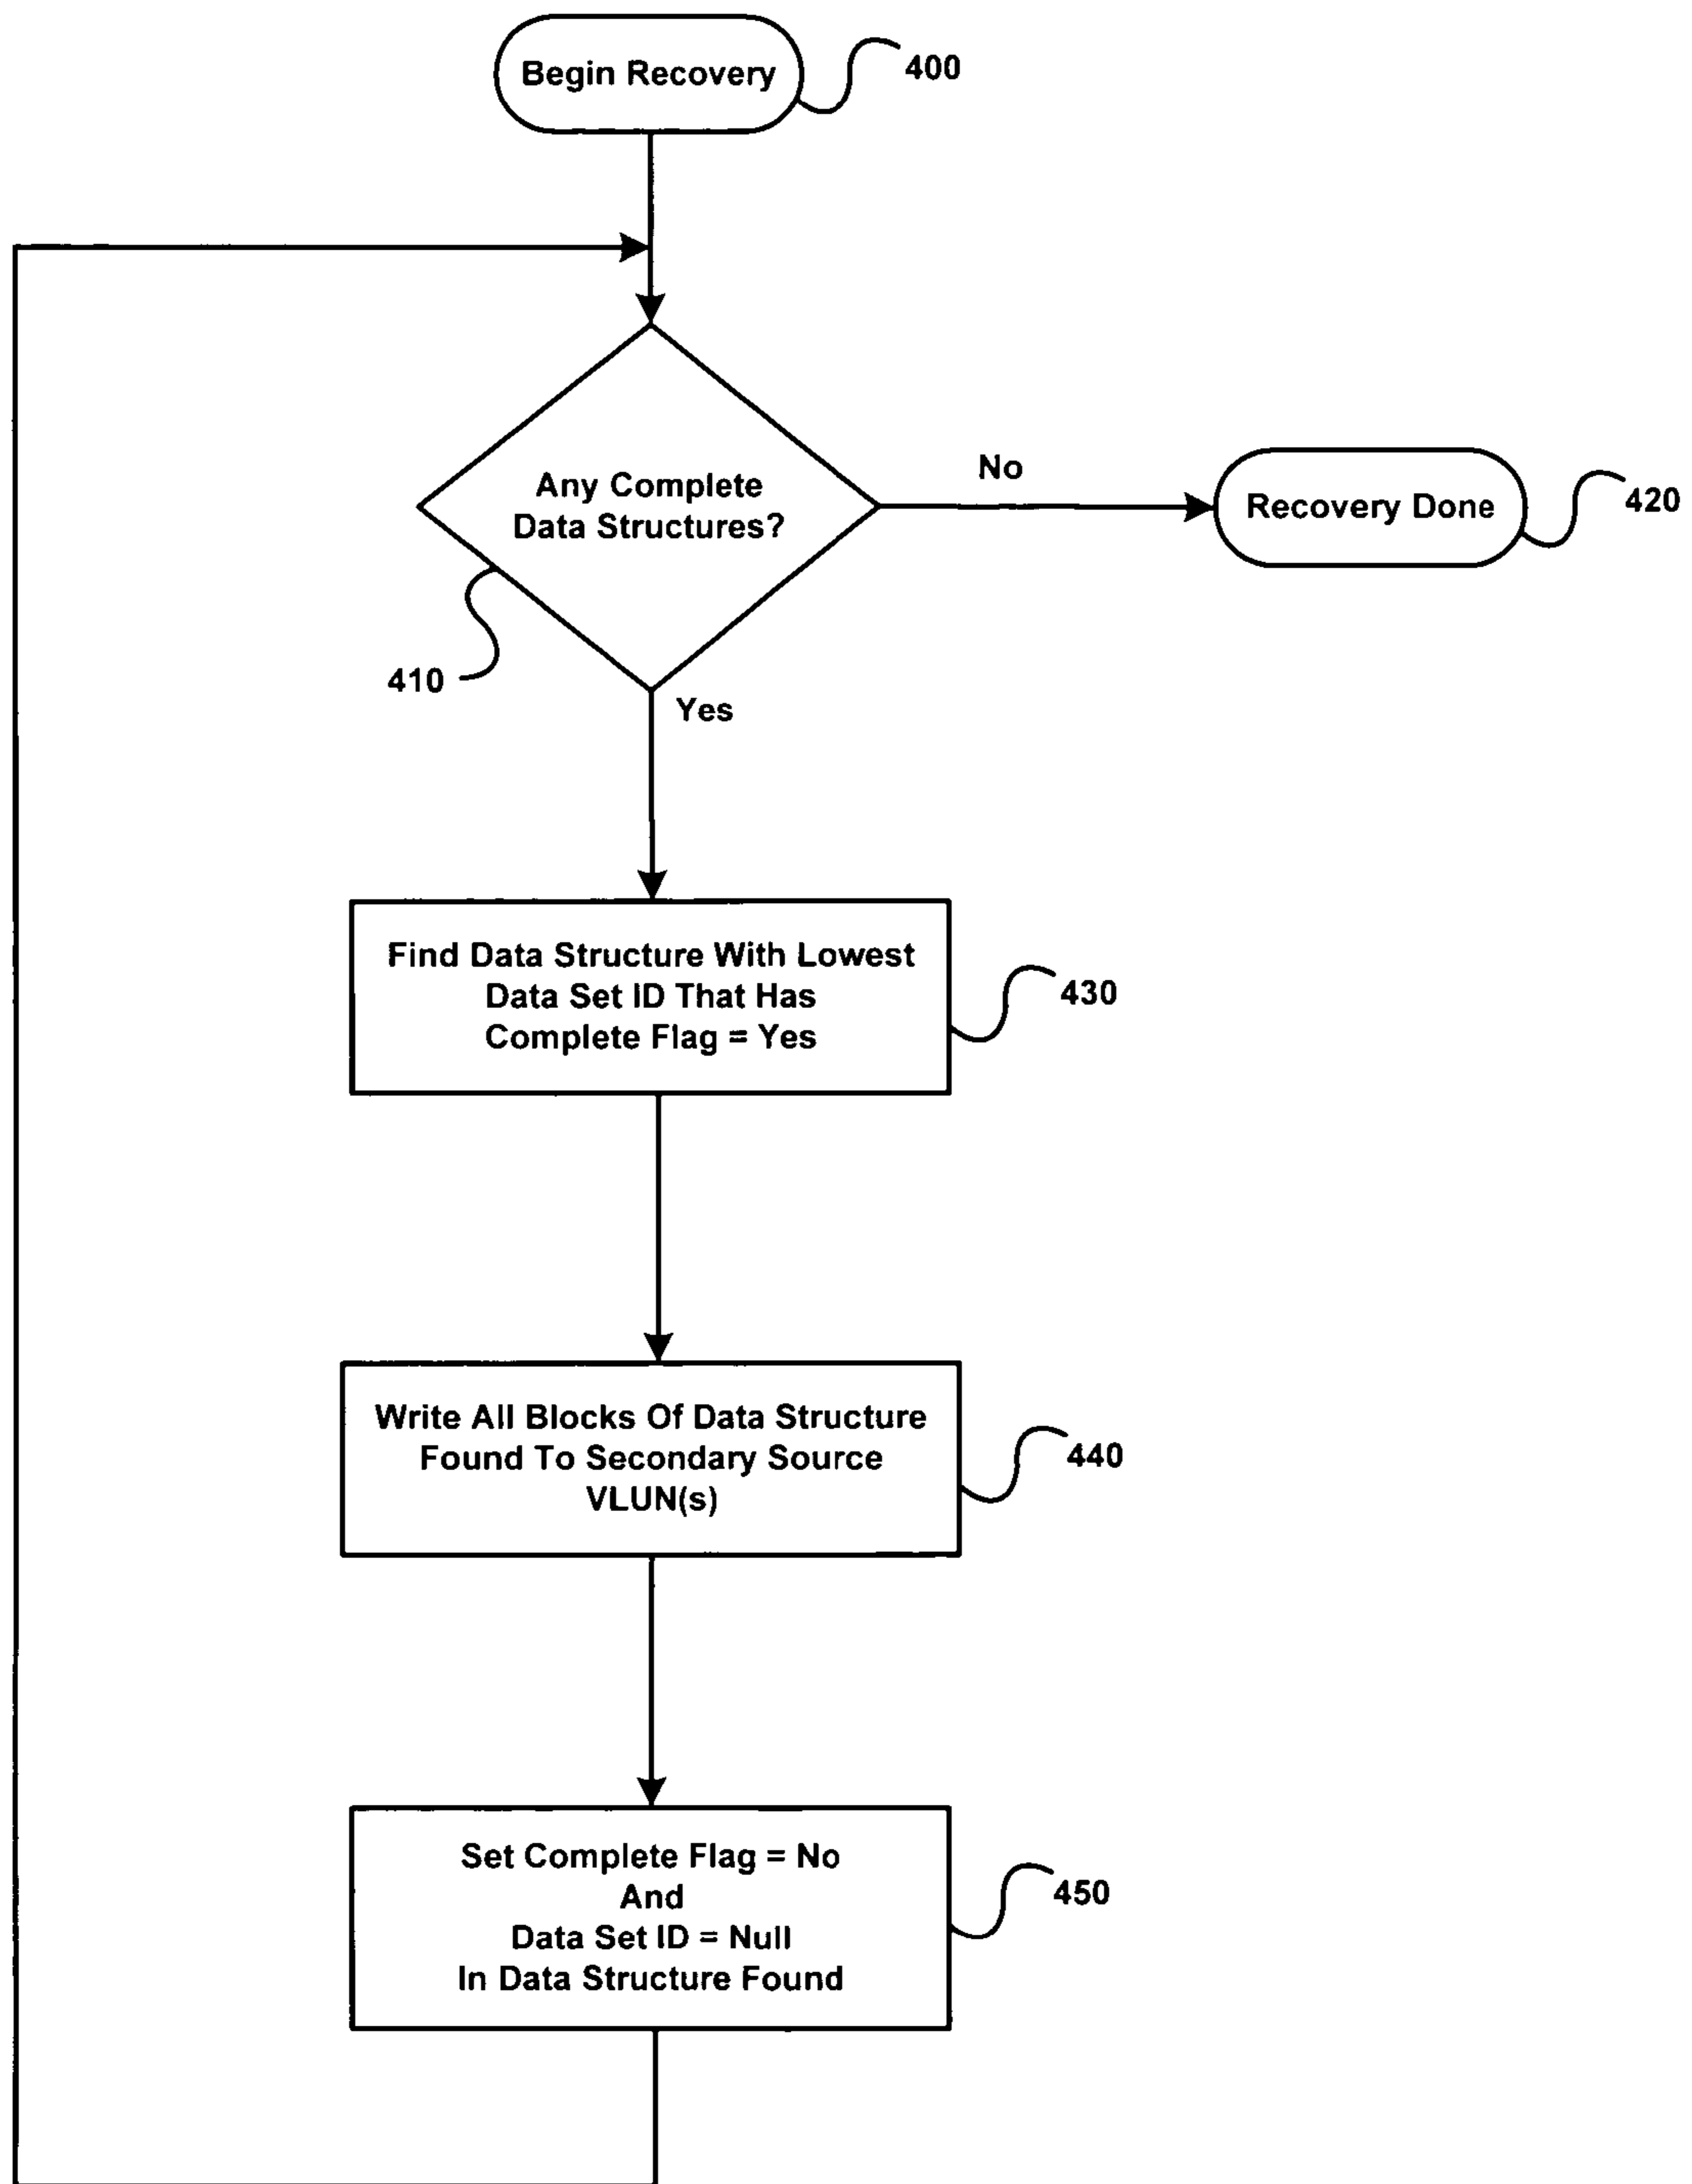 Begin Recovery
400
Any Complete
Data Structures?
No
Recovery Done
420
410
Yes
Find Data Structure With Lowest
Data Set ID That Has
Complete Flag = Yes
430
Write All Blocks Of Data Structure
Found To Secondary Source
VLUN(s)
440
Set Complete Flag = No
And
Data Set ID = Null
In Data Structure Found
450